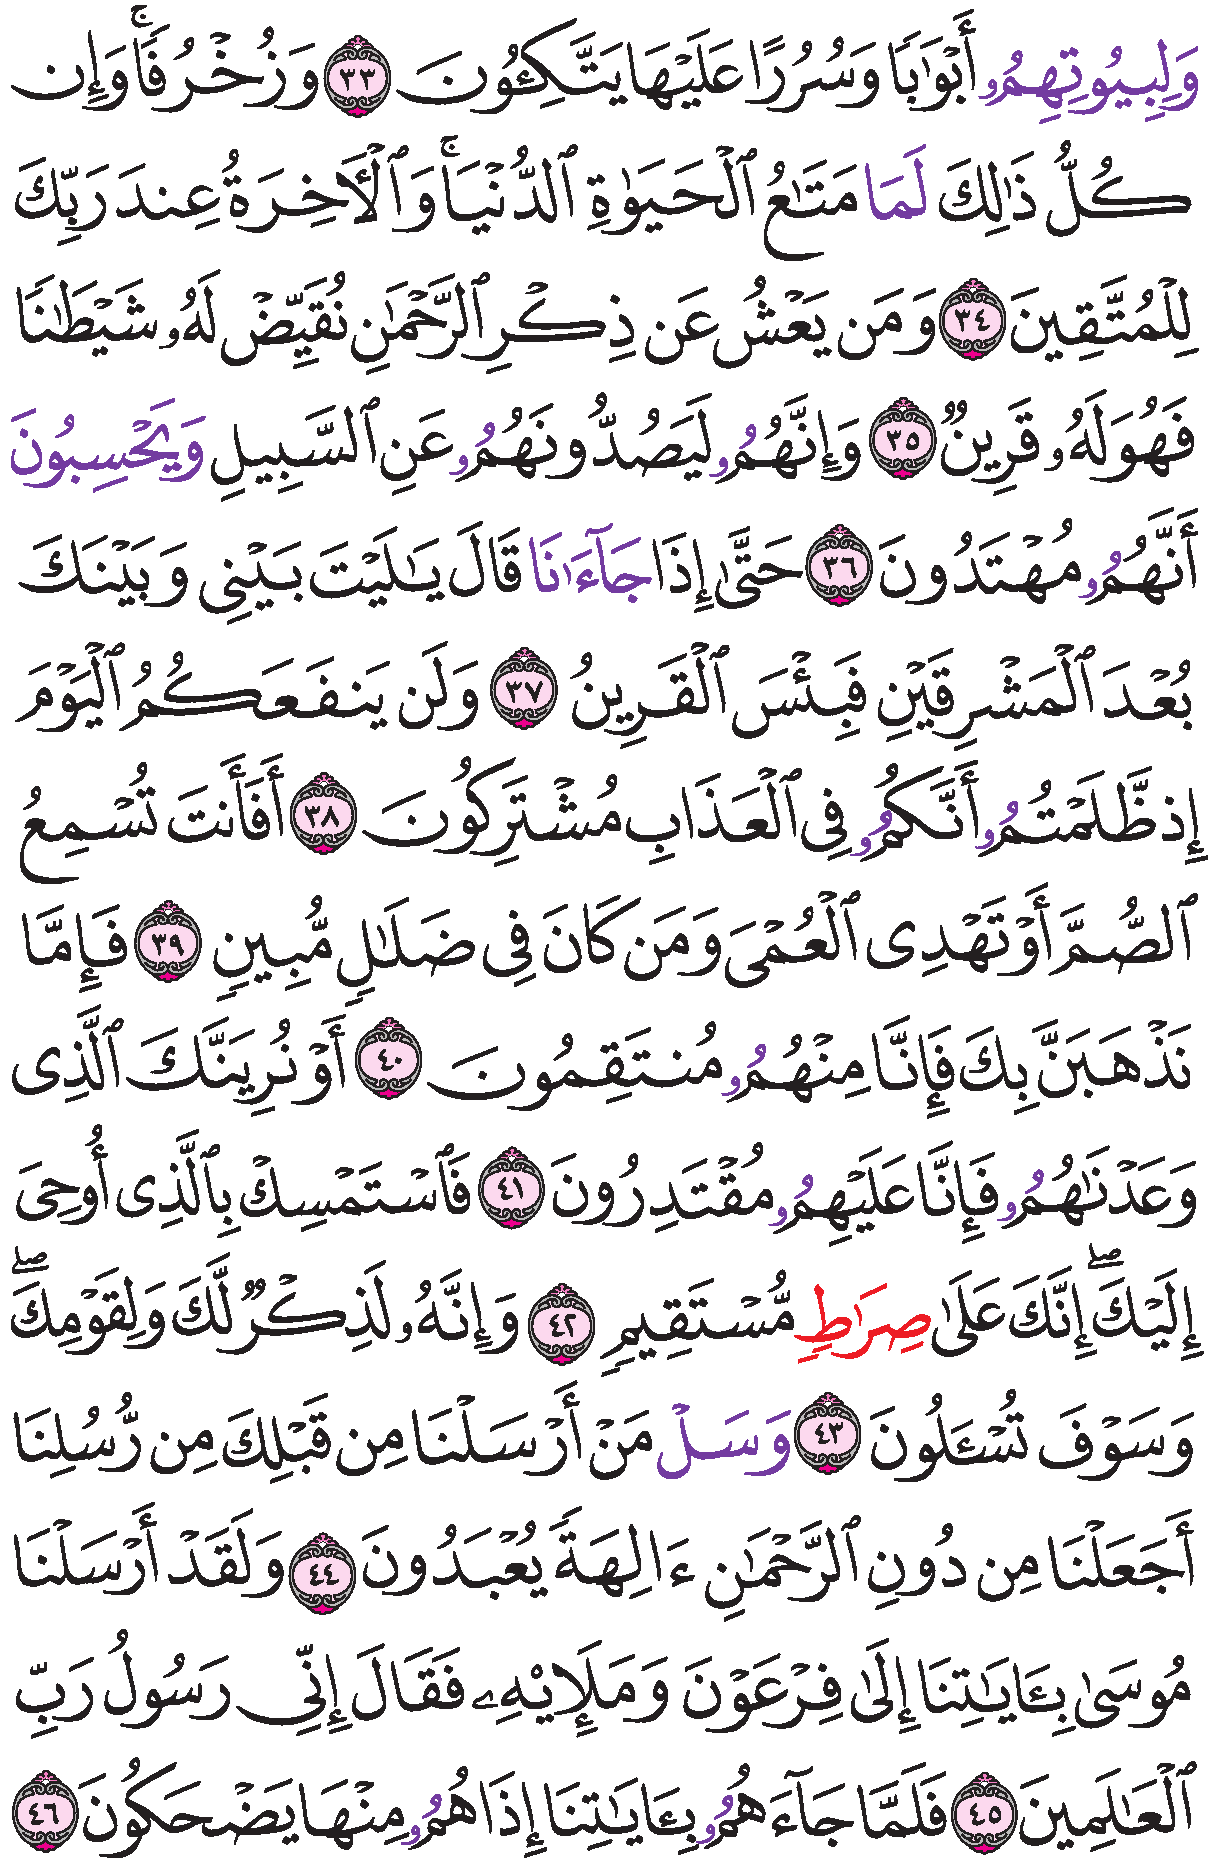 وَلِبِيُوتِهِمُۥ أَبۡوَٰبٗا وَسُرُرًا عَلَيۡهَا يَتَّكِـُٔونَ ٣٣ وَزُخۡرُفٗاۚ وَإِن
كُلُّ ذَٰلِكَ لَمَا مَتَٰعُ ٱلۡحَيَوٰةِ ٱلدُّنۡيَاۚ وَٱلۡأٓخِرَةُ عِندَ رَبِّكَ
لِلۡمُتَّقِينَ ٣٤ وَمَن يَعۡشُ عَن ذِكۡرِ ٱلرَّحۡمَٰنِ نُقَيِّضۡ لَهُۥ شَيۡطَٰنٗا
فَهُوَ لَهُۥ قَرِينٞ ٣٥ وَإِنَّهُمُۥ لَيَصُدُّونَهُمُۥ عَنِ ٱلسَّبِيلِ وَيَحۡسِبُونَ
أَنَّهُمُۥ مُهۡتَدُونَ ٣٦ حَتَّىٰ إِذَا جَآءَٰنَا قَالَ يَٰلَيۡتَ بَيۡنِي وَبَيۡنَكَ
بُعۡدَ ٱلۡمَشۡرِقَيۡنِ فَبِئۡسَ ٱلۡقَرِينُ ٣٧ وَلَن يَنفَعَكُمُ ٱلۡيَوۡمَ
إِذ ظَّلَمۡتُمُۥ أَنَّكُمُۥ فِي ٱلۡعَذَابِ مُشۡتَرِكُونَ ٣٨ أَفَأَنتَ تُسۡمِعُ
ٱلصُّمَّ أَوۡ تَهۡدِي ٱلۡعُمۡيَ وَمَن كَانَ فِي ضَلَٰلٖ مُّبِينٖ ٣٩ فَإِمَّا
نَذۡهَبَنَّ بِكَ فَإِنَّا مِنۡهُمُۥ مُنتَقِمُونَ ٤٠ أَوۡ نُرِيَنَّكَ ٱلَّذِي
وَعَدۡنَٰهُمُۥ فَإِنَّا عَلَيۡهِمُۥ مُقۡتَدِرُونَ ٤١ فَٱسۡتَمۡسِكۡ بِٱلَّذِي أُوحِيَ
إِلَيۡكَۖ إِنَّكَ عَلَىٰ صِرَٰطٖ مُّسۡتَقِيمٖ ٤٢ وَإِنَّهُۥ لَذِكۡرٞ لَّكَ وَلِقَوۡمِكَۖ
وَسَوۡفَ تُسۡـَٔلُونَ ٤٣ وَسَلۡ مَنۡ أَرۡسَلۡنَا مِن قَبۡلِكَ مِن رُّسُلِنَا
أَجَعَلۡنَا مِن دُونِ ٱلرَّحۡمَٰنِ ءَالِهَةٗ يُعۡبَدُونَ ٤٤ وَلَقَدۡ أَرۡسَلۡنَا
مُوسَىٰ بِـَٔايَٰتِنَا إِلَىٰ فِرۡعَوۡنَ وَمَلَإِيْهِۦ فَقَالَ إِنِّي رَسُولُ رَبِّ
ٱلۡعَٰلَمِينَ ٤٥ فَلَمَّا جَآءَهُمُۥ بِـَٔايَٰتِنَا إِذَا هُمُۥ مِنۡهَا يَضۡحَكُونَ ٤٦